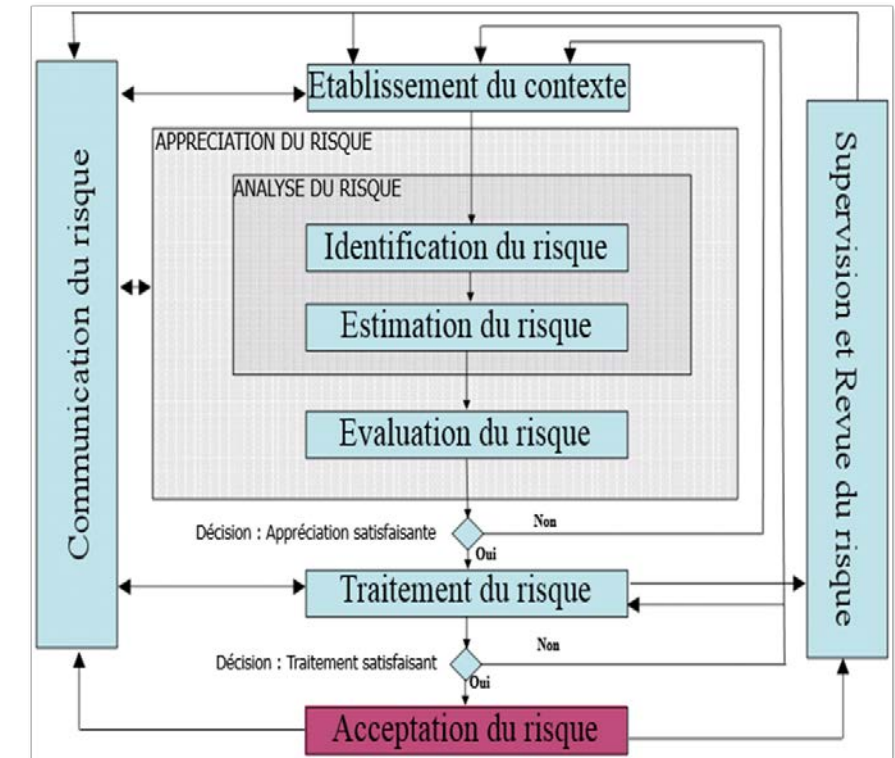 Etablissement du contexte
APPRECIATION DU RISQUE
ANALYSE DU RISQUE
Identification du risque
Estimation du risque
Evaluation du risque
Décision : Appréciation satisfaisante
Non
Oui
Traitement du risque
Décision : Traitement satisfaisant
Non
Oui
Acceptation du risque
Communication du risque
Supervision et Revue du risque